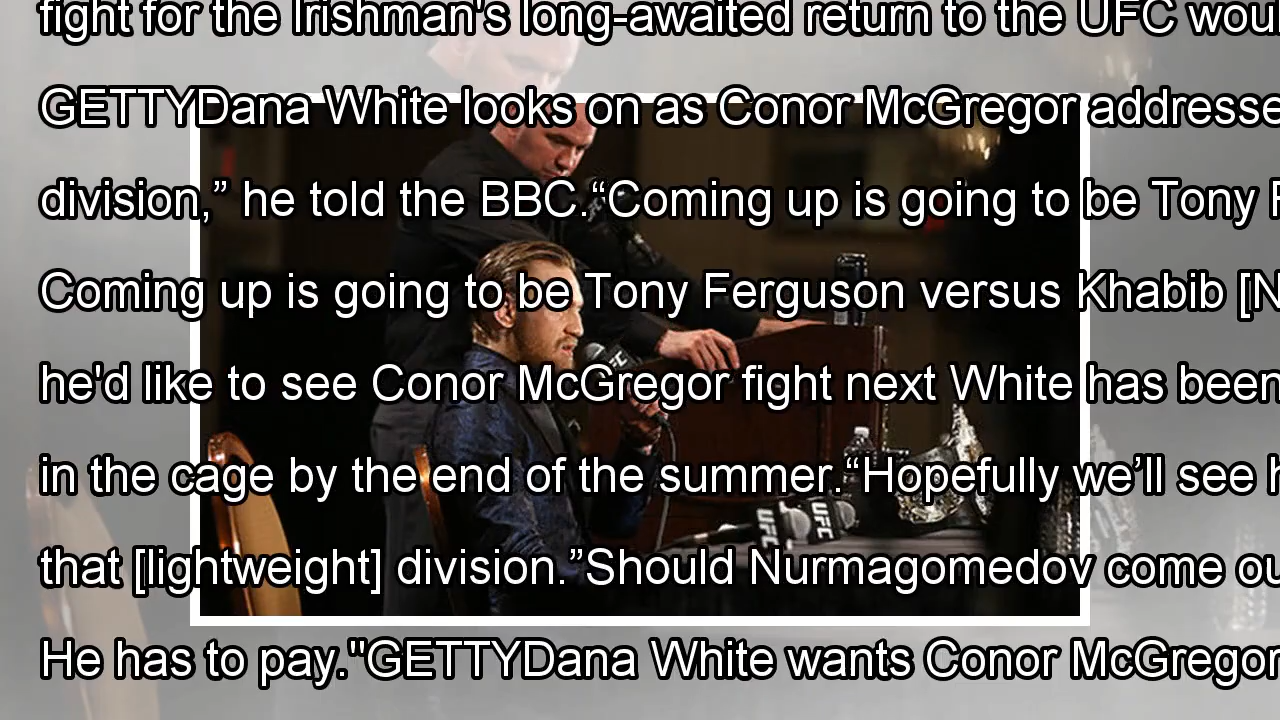 fight for the Irishman's long-awaited return to the UFC
GETTYDana White looks on as Conor McGregor
division,” he told the BBC.“Coming up is going to be Tony
Coming up is going to be Tony Ferguson versus Khabib
he'd like to see Conor McGregor fight next White has been
in the cage by the end of the summer.“Hopefully we’ll see
that [lightweight] division.”Should Nurmagomedov come
He has to pay."GETTYDana White wants Conor McGregor
UFC
UFC
UFC